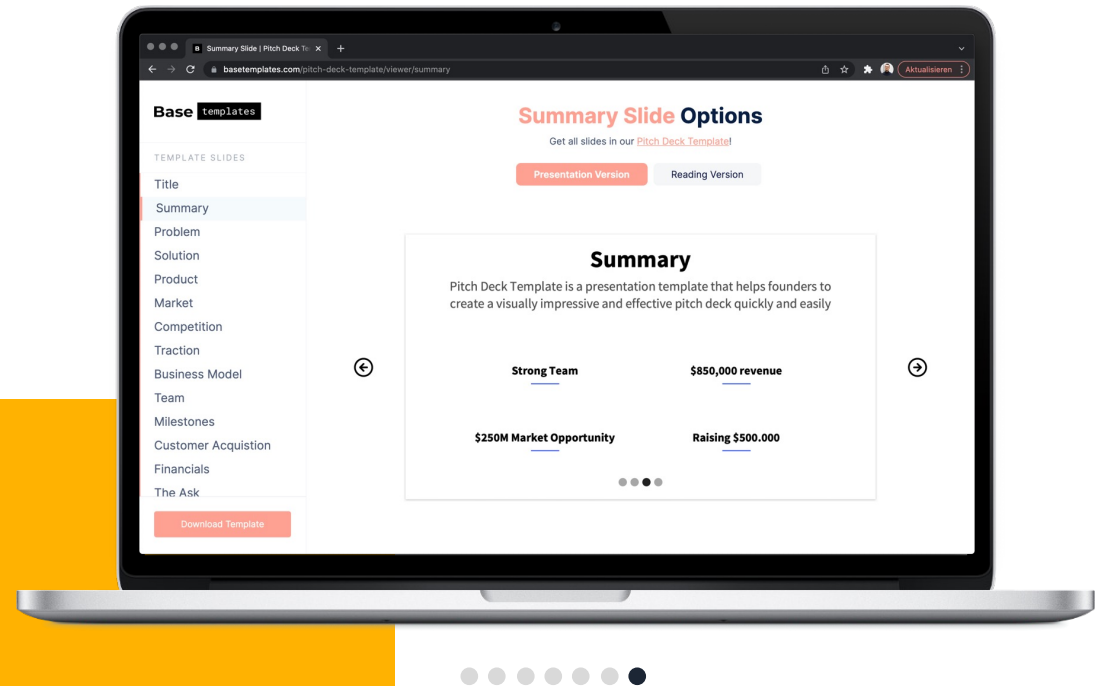 B Summary Slide | Pitch Deck Te
basetemplates.com/pitch-deck-template/viewer/summary
Aktualisieren
Base templates
TEMPLATE SLIDES
Title
Summary
Problem
Solution
Product
Market
Competition
Traction
Business Model
Team
Milestones
Customer Acquistion
Financials
The Ask
Download Template
Summary Slide Options
Get all slides in our Pitch Deck Template!
Presentation Version
Reading Version
Summary
Pitch Deck Template is a presentation template that helps founders to
create a visually impressive and effective pitch deck quickly and easily
Strong Team
$850,000 revenue
$250M Market Opportunity
Raising $500.000